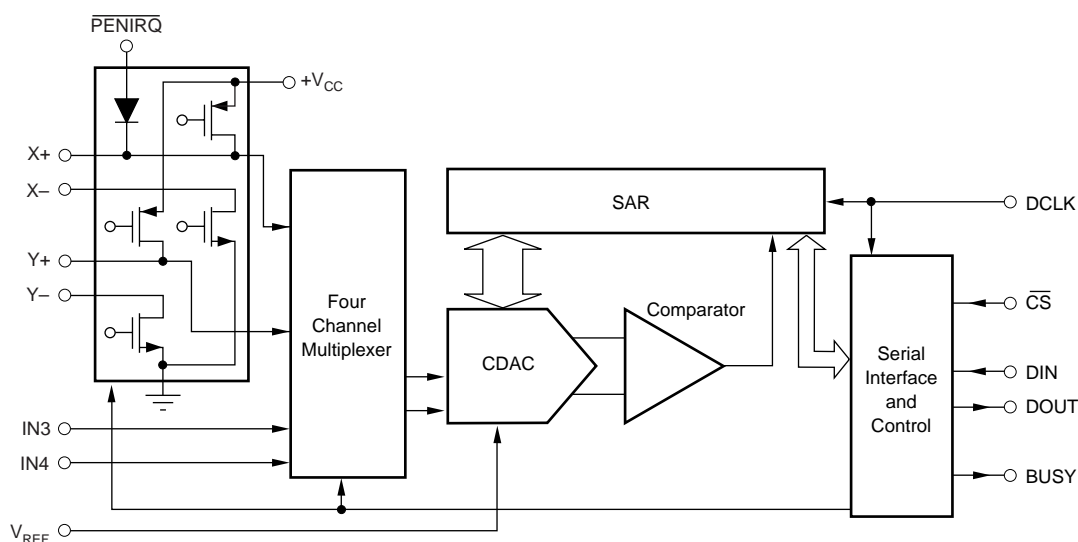 PENIRQ
+VCC
X+
X–
Y+
Y–
IN3
IN4
VREF
Four
Channel
Multiplexer
SAR
CDAC
Comparator
Serial
Interface
and
Control
DCLK
CS
DIN
DOUT
BUSY